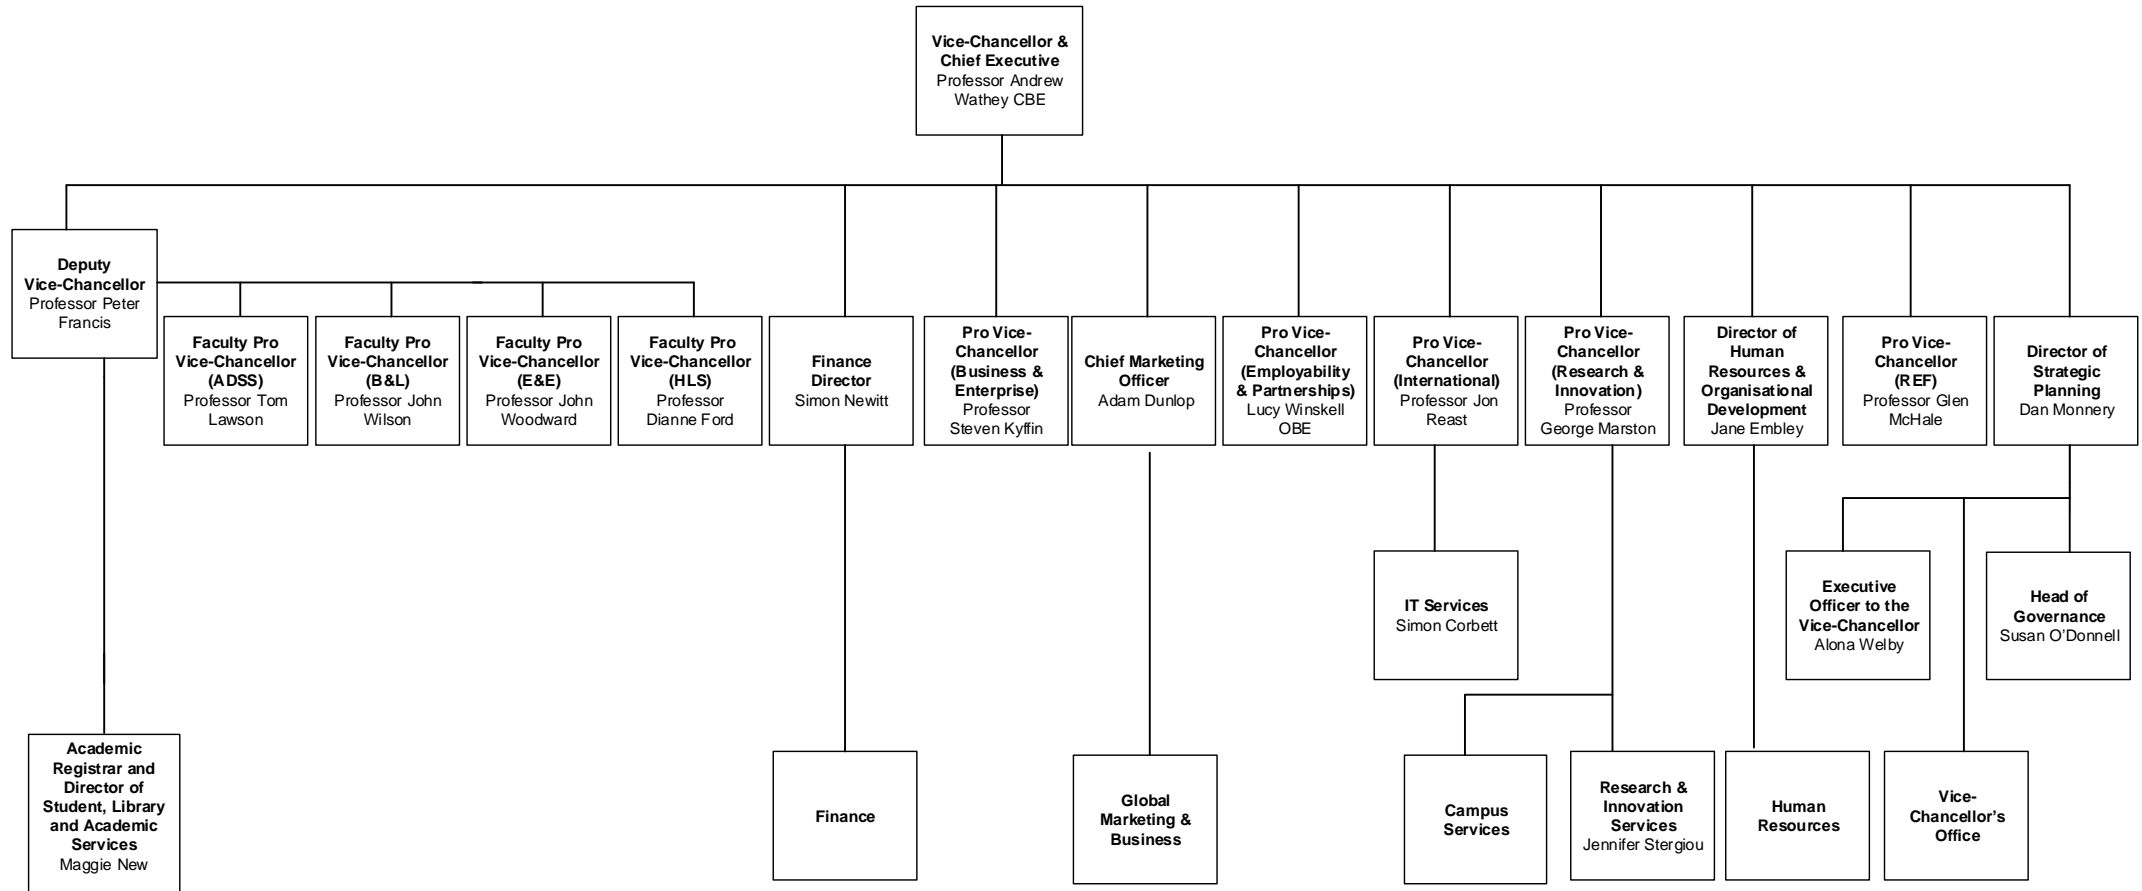 Vice-Chancellor &
Chief Executive
Professor Andrew
Wathey CBE
Deputy
Vice-Chancellor
Professor Peter
Francis
Faculty Pro
Vice-Chancellor
(ADSS)
Professor Tom
Lawson
Faculty Pro
Vice-Chancellor
(B&L)
Professor John
Wilson
Faculty Pro
Vice-Chancellor
(E&E)
Professor John
Woodward
Faculty Pro
Vice-Chancellor
(HLS)
Professor
Dianne Ford
Finance
Director
Simon Newitt
Pro Vice-
Chancellor
(Business &
Enterprise)
Professor
Steven Kyffin
Chief Marketing
Officer
Adam Dunlop
Pro Vice-
Chancellor
(Employability
& Partnerships)
Lucy Winskell
OBE
Pro Vice-
Chancellor
(International)
Professor Jon
Reast
Pro Vice-
Chancellor
(Research &
Innovation)
Professor
George Marston
Director of
Human
Resources &
Organisational
Development
Jane Embley
Pro Vice-
Chancellor
(REF)
Professor Glen
McHale
Director of
Strategic
Planning
Dan Monnery
IT Services
Simon Corbett
Executive
Officer to the
Vice-Chancellor
Alona Welby
Head of
Governance
Susan O'Donnell
Academic
Registrar and
Director of
Student, Library
and Academic
Services
Maggie New
Finance
Global
Marketing &
Business
Campus
Services
Research &
Innovation
Services
Jennifer Stergiou
Human
Resources
Vice-
Chancellor's
Office